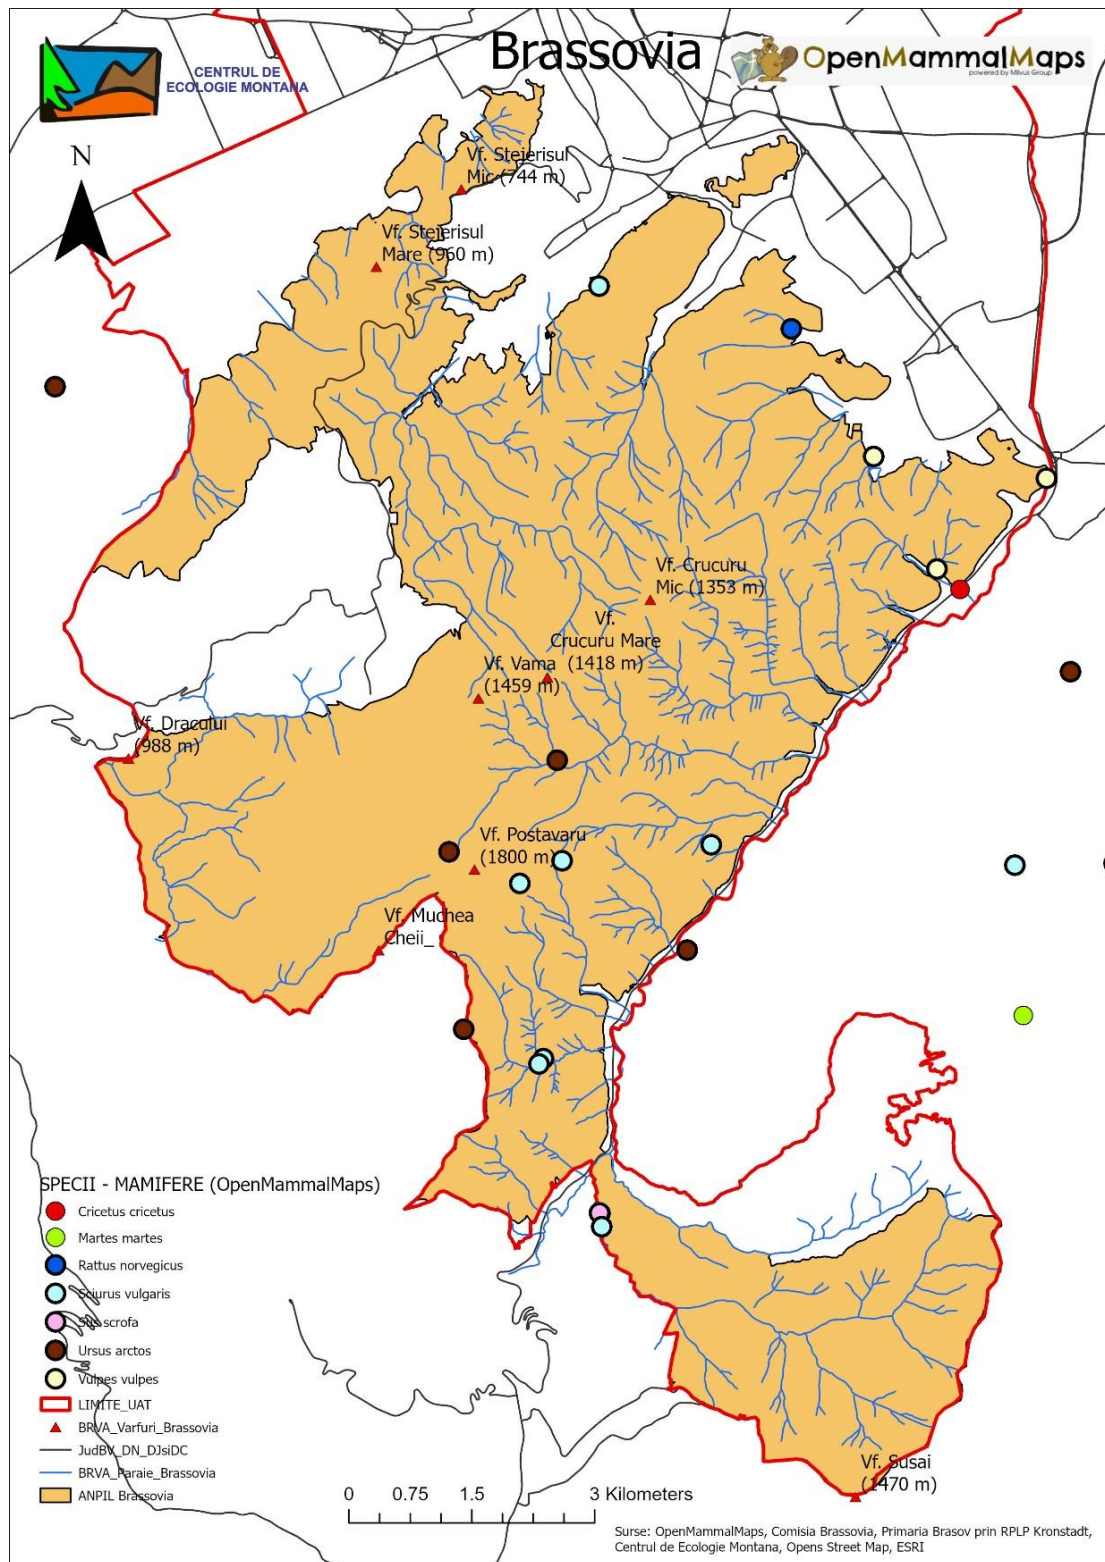 Brassovia
CENTRUL DE
ECOLOGIE MONTANA
OpenMammalMaps
powered by Milvus Group
N
Vf. Stejerisul
Mic (744 m)
Vf. Stejerisul
Mare (960 m)
Vf. Crucuru
Mic (1353 m)
Vf.
Crucuru Mare
(1418 m)
Vf. Vama
(1459 m)
Vf. Dracului
(988 m)
Vf. Postavaru
(1800 m)
Vf. Muchea
Cheii_
SPECII - MAMIFERE (OpenMammalMaps)
Cricetus cricetus
Martes martes
Rattus norvegicus
Sciurus vulgaris
Sus scrofa
Ursus arctos
Vulpes vulpes
LIMITE_UAT
BRVA_Varfuri_Brassovia
JudBV_DN_DJsiDC
BRVA_Paraie_Brassovia
ANPIL Brassovia
0 0.75 1.5 3 Kilometers
Vf. Susai
(1470 m)
Surse: OpenMammalMaps, Comisia Brassovia, Primaria Brasov prin RPLP Kronstadt,
Centrul de Ecologie Montana, Opens Street Map, ESRI